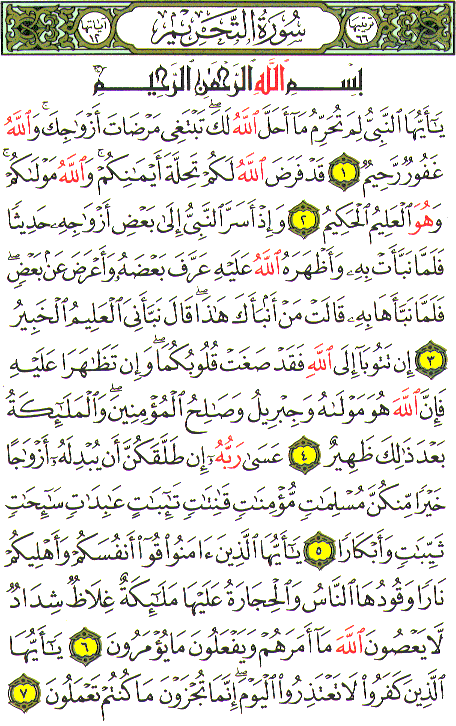 ترتيبها ٦٦ سُورَةُ التَّحْرِيمِ آياتها ١٢
بِسْمِ ٱللَّهِ ٱلرَّحْمَٰنِ ٱلرَّحِيمِ
يَٰٓأَيُّهَا ٱلنَّبِىُّ لِمَ تُحَرِّمُ مَآ أَحَلَّ ٱللَّهُ لَكَ ۖ تَبْتَغِى مَرْضَاتَ أَزْوَٰجِكَ ۚ وَٱللَّهُ
غَفُورٌ رَّحِيمٌ ١ قَدْ فَرَضَ ٱللَّهُ لَكُمْ تَحِلَّةَ أَيْمَٰنِكُمْ ۚ وَٱللَّهُ مَوْلَىٰكُمْ ۖ
وَهُوَ ٱلْعَلِيمُ ٱلْحَكِيمُ ٢ وَإِذْ أَسَرَّ ٱلنَّبِىُّ إِلَىٰ بَعْضِ أَزْوَٰجِهِۦ حَدِيثًا
فَلَمَّا نَبَّأَتْ بِهِۦ وَأَظْهَرَهُ ٱللَّهُ عَلَيْهِ عَرَّفَ بَعْضَهُۥ وَأَعْرَضَ عَنۢ بَعْضٍ ۖ
فَلَمَّا نَبَّأَهَا بِهِۦ قَالَتْ مَنْ أَنۢبَأَكَ هَٰذَا ۖ قَالَ نَبَّأَنِىَ ٱلْعَلِيمُ ٱلْخَبِيرُ
٣ إِن تَتُوبَآ إِلَى ٱللَّهِ فَقَدْ صَغَتْ قُلُوبُكُمَا ۖ وَإِن تَظَٰهَرَا عَلَيْهِ
فَإِنَّ ٱللَّهَ هُوَ مَوْلَىٰهُ وَجِبْرِيلُ وَصَٰلِحُ ٱلْمُؤْمِنِينَ ۖ وَٱلْمَلَٰٓئِكَةُ
بَعْدَ ذَٰلِكَ ظَهِيرٌ ٤ عَسَىٰ رَبُّهُۥٓ إِن طَلَّقَكُنَّ أَن يُبْدِلَهُۥٓ أَزْوَٰجًا
خَيْرًا مِّنكُنَّ مُسْلِمَٰتٍ مُّؤْمِنَٰتٍ قَٰنِتَٰتٍ تَٰٓئِبَٰتٍ عَٰبِدَٰتٍ سَٰٓئِحَٰتٍ
ثَيِّبَٰتٍ وَأَبْكَارًا ٥ يَٰٓأَيُّهَا ٱلَّذِينَ ءَامَنُوا۟ قُوٓا۟ أَنفُسَكُمْ وَأَهْلِيكُمْ
نَارًا وَقُودُهَا ٱلنَّاسُ وَٱلْحِجَارَةُ عَلَيْهَا مَلَٰٓئِكَةٌ غِلَاظٌ شِدَادٌ
لَّا يَعْصُونَ ٱللَّهَ مَآ أَمَرَهُمْ وَيَفْعَلُونَ مَا يُؤْمَرُونَ ٦ يَٰٓأَيُّهَا
ٱلَّذِينَ كَفَرُوا۟ لَا تَعْتَذِرُوا۟ ٱلْيَوْمَ ۖ إِنَّمَا تُجْزَوْنَ مَا كُنتُمْ تَعْمَلُونَ ٧